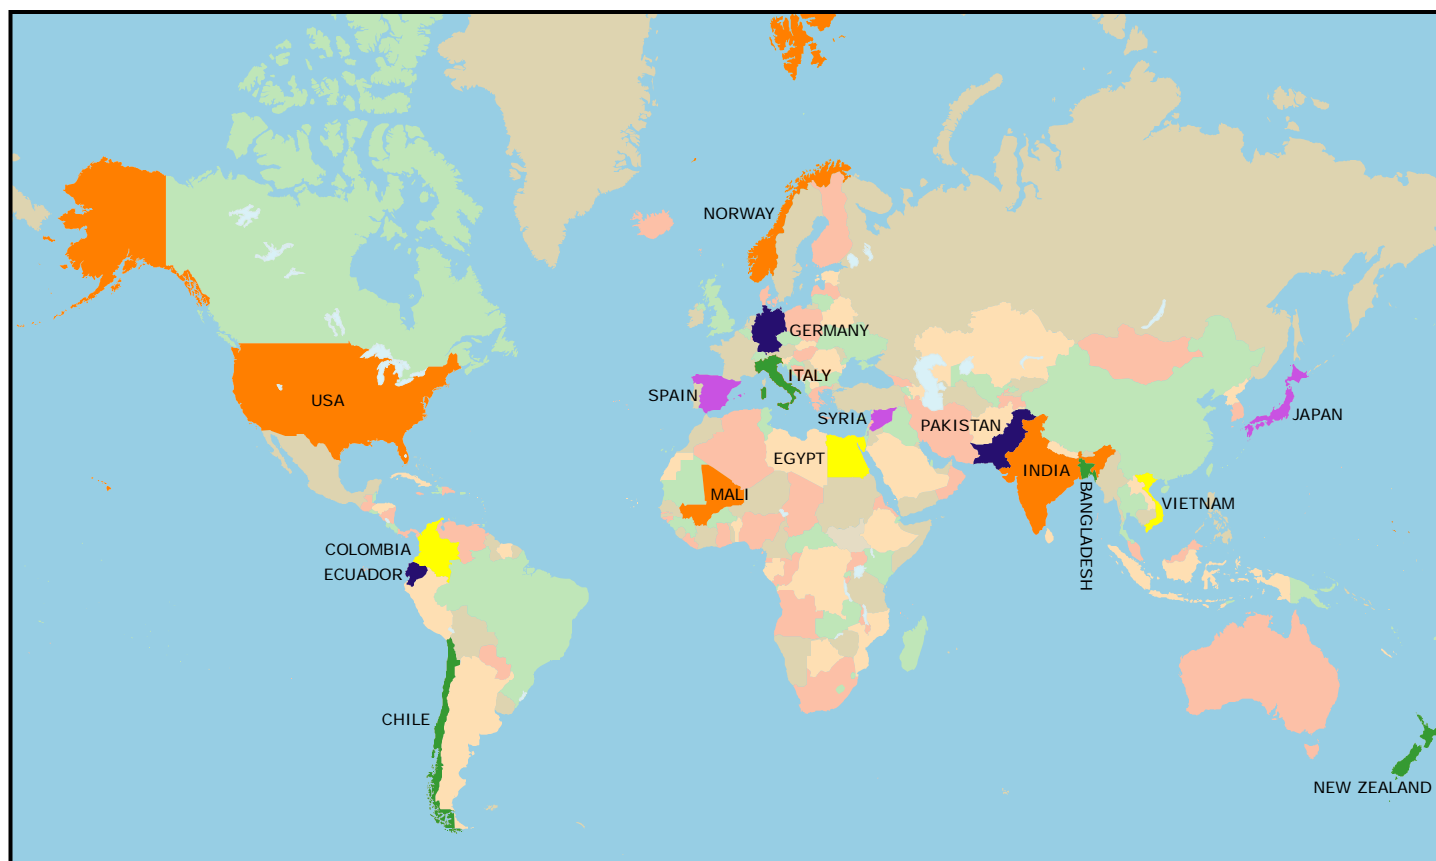 NORWAY
GERMANY
ITALY
SPAIN
USA
SYRIA
JAPAN
PAKISTAN
EGYPT
INDIA
MALI
BANGLADESH
VIETNAM
COLOMBIA
ECUADOR
CHILE
NEW ZEALAND